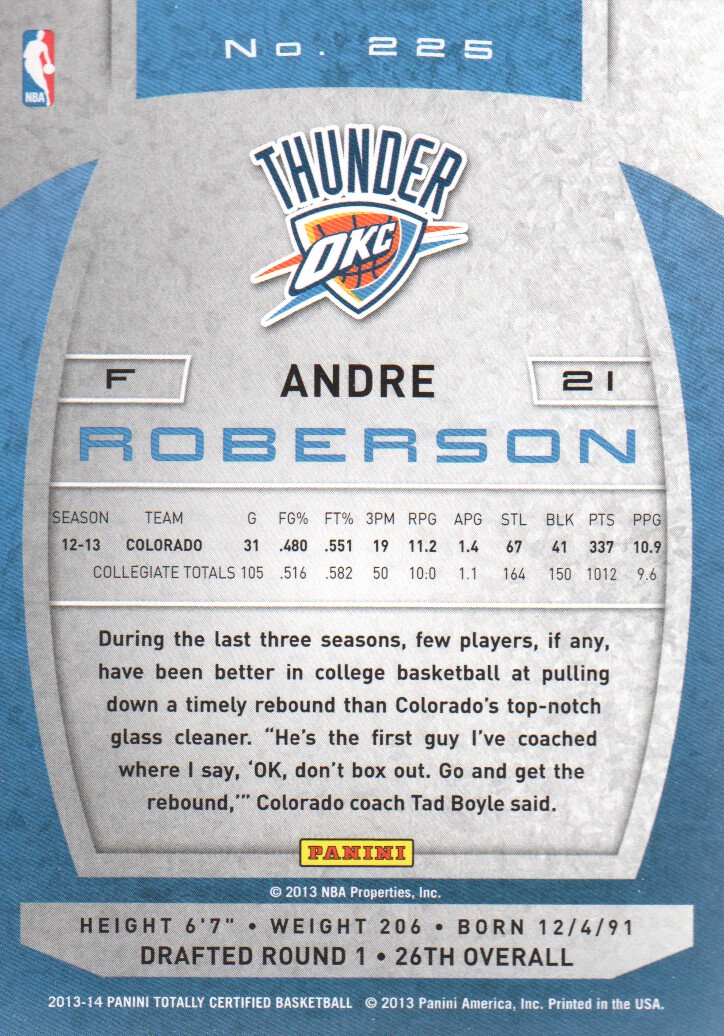 No. 225
NBA
THUNDER
OKC
F
ANDRE
21
ROBERSON
SEASON TEAM G FG% FT% 3PM RPG APG STL BLK PTS PPG
12-13 COLORADO 31 .480 .551 19 11.2 1.4 67 41 337 10.9
COLLEGIATE TOTALS 105 .516 .582 50 10:0 1.1 164 150 1012 9.6
During the last three seasons, few players, if any,
have been better in college basketball at pulling
down a timely rebound than Colorado's top-notch
glass cleaner. “He's the first guy I've coached
where I say, ‘OK, don't box out. Go and get the
rebound,’” Colorado coach Tad Boyle said.
PANINI
© 2013 NBA Properties, Inc.
HEIGHT 6'7" • WEIGHT 206 • BORN 12/4/91
DRAFTED ROUND 1 • 26TH OVERALL
2013-14 PANINI TOTALLY CERTIFIED BASKETBALL © 2013 Panini America, Inc. Printed in the USA.